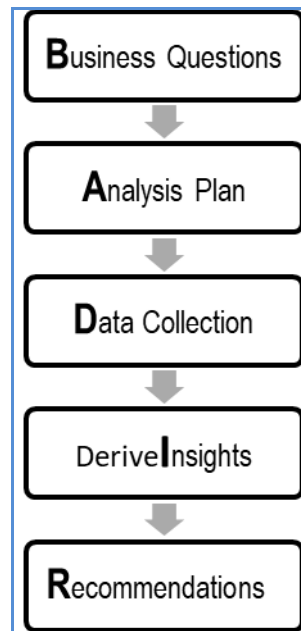 Business Questions
Analysis Plan
Data Collection
DeriveInsights
Recommendations